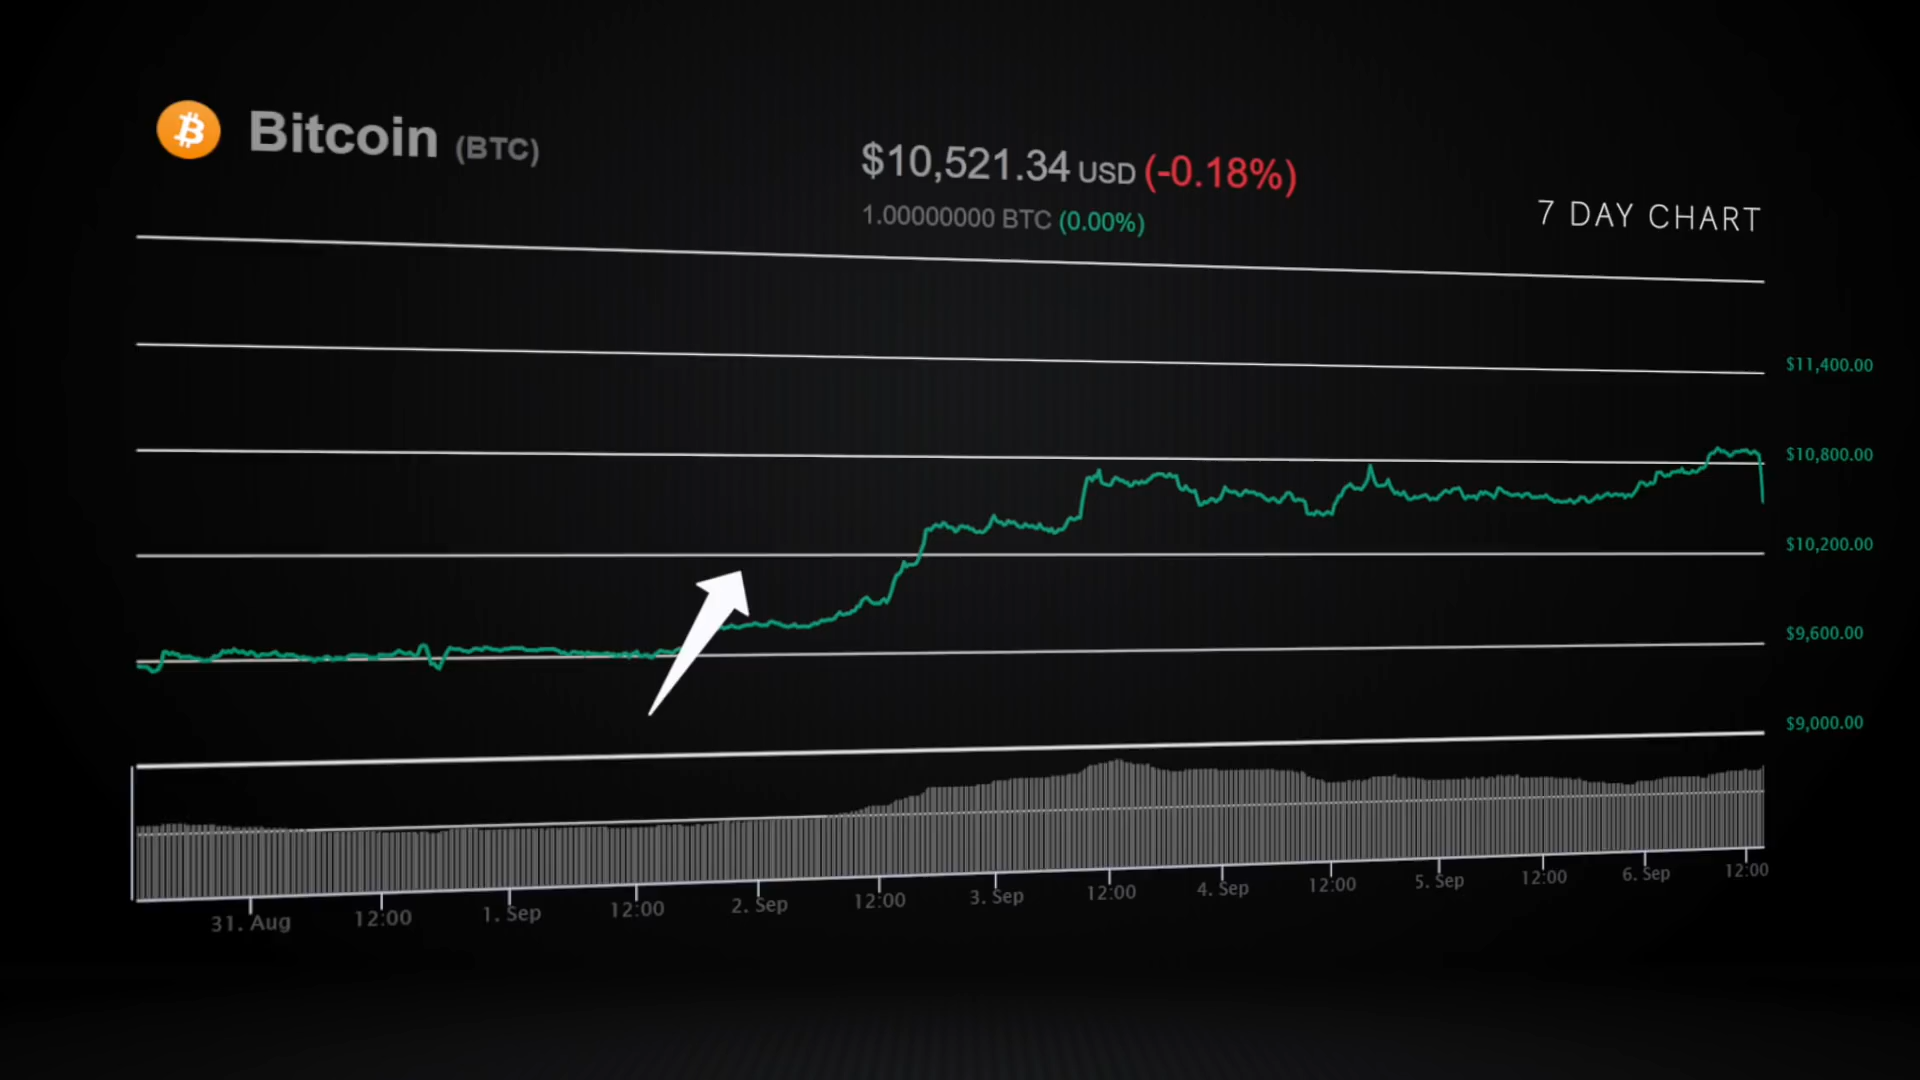 Bitcoin (BTC)
$10,521.34 USD (-0.18%)
1.00000000 BTC (0.00%)
7 DAY CHART
$11,400.00
$10,800.00
$10,200.00
$9,600.00
$9,000.00
31. Aug 12:00 1. Sep 12:00 2. Sep 12:00 3. Sep 12:00 4. Sep 12:00 5. Sep 12:00 6. Sep 12:00